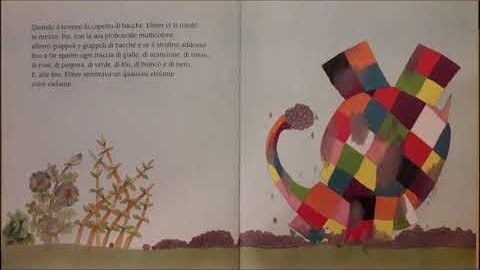 Quando il terreno fu coperto di bacche, Elmer ci si rotolò
in mezzo. Poi, con la sua proboscide multicolore,
afferrò grappoli e grappoli di bacche e se li strofinò addosso
fino a far sparire ogni traccia di giallo, di arancione, di rosso,
di rosa, di porpora, di verde, di blu, di bianco e di nero.
E, alla fine, Elmer sembrava un qualsiasi elefante
color elefante.